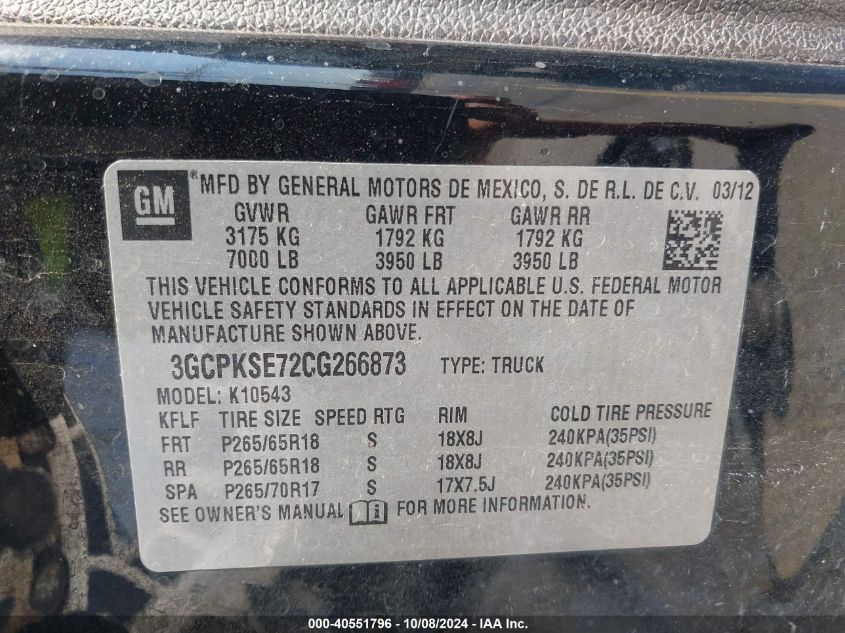 GM
® MFD BY GENERAL MOTORS DE MEXICO, S. DE R.L. DE C.V. 03/12
GVWR GAWR FRT GAWR RR
3175 KG 1792 KG 1792 KG
7000 LB 3950 LB 3950 LB
THIS VEHICLE CONFORMS TO ALL APPLICABLE U.S. FEDERAL MOTOR
VEHICLE SAFETY STANDARDS IN EFFECT ON THE DATE OF
MANUFACTURE SHOWN ABOVE.
3GCPKSE72CG266873 TYPE: TRUCK
MODEL: K10543
KFLF TIRE SIZE SPEED RTG RIM COLD TIRE PRESSURE
FRT P265/65R18 S 18X8J 240KPA(35PSI)
RR P265/65R18 S 18X8J 240KPA(35PSI)
SPA P265/70R17 S 17X7.5J 240KPA(35PSI)
SEE OWNER'S MANUAL FOR MORE INFORMATION.
000-40551796 - 10/08/2024 - IAA Inc.